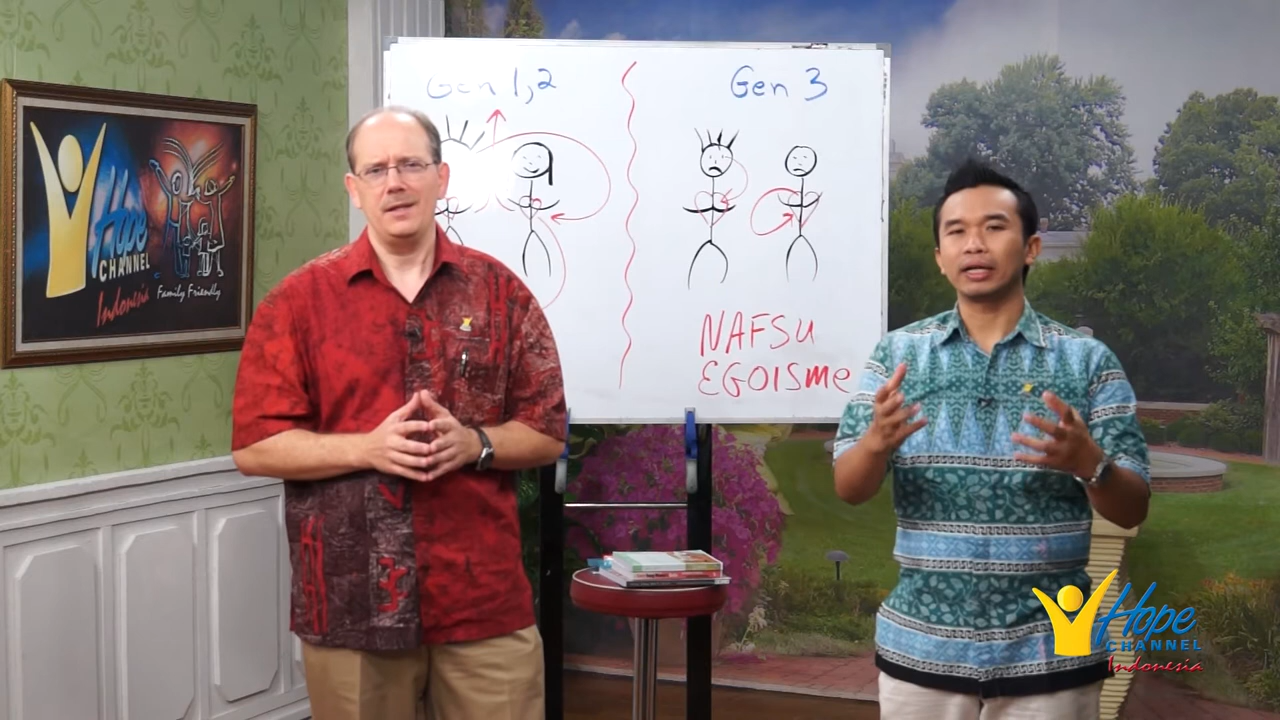 Gen 1,2
Gen 3
NAFSU
EGOISME
Hope
CHANNEL
Indonesia
Family Friendly
Hope
CHANNEL
Indonesia